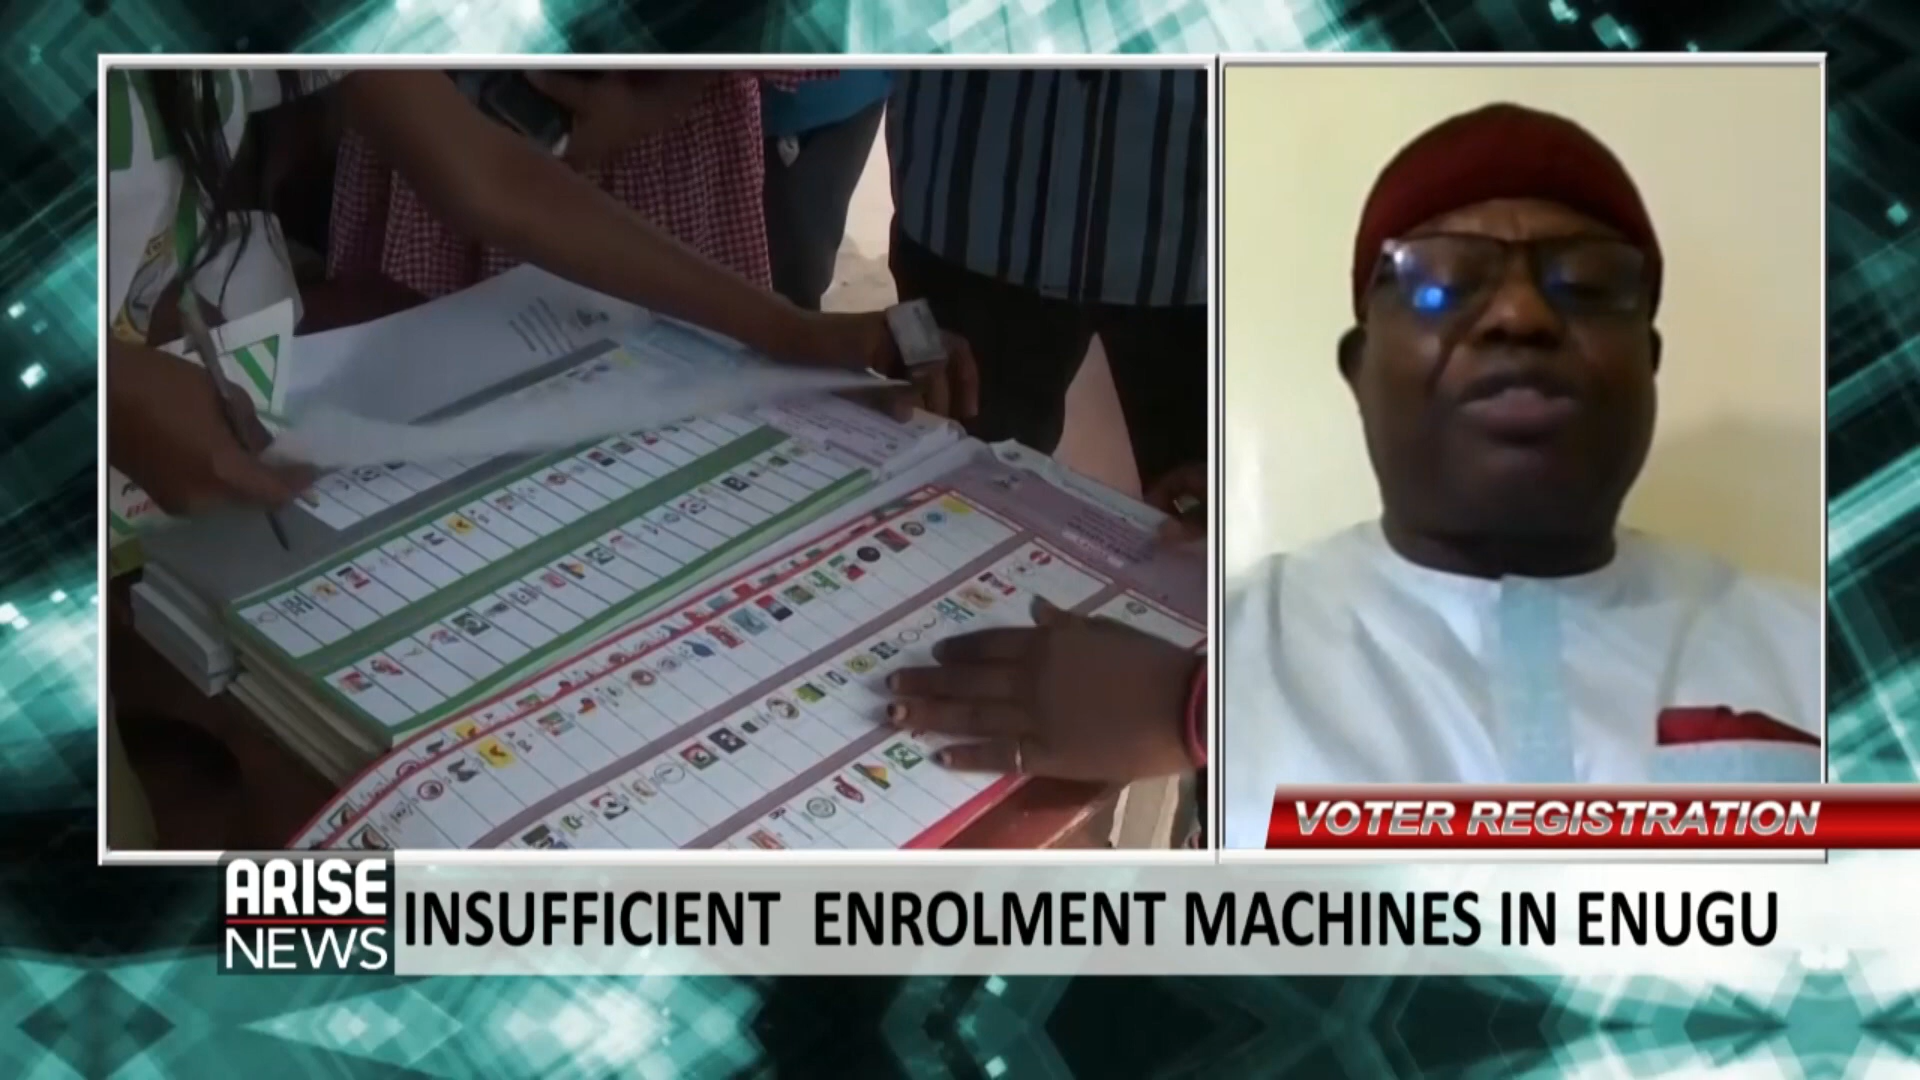 VOTER REGISTRATION
ARISE
NEWS
INSUFFICIENT ENROLMENT MACHINES IN ENUGU